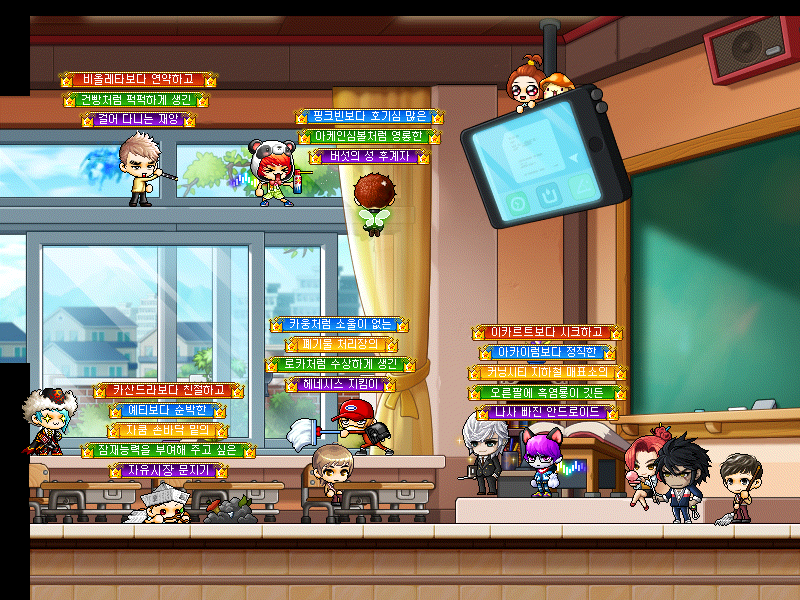 비올레타보다 연약하고
건빵처럼 퍽퍽하게 생긴
걸어 다니는 재앙
핑크빈보다 호기심 많은
아케인심볼처럼 영롱한
버섯의 성 후계자
카웅처럼 소울이 없는
폐기물 처리장의
로카처럼 수상하게 생긴
헤네시스 지킴이
이카르트보다 시크하고
아카이럼보다 정직한
커닝시티 지하철 매표소의
오른팔에 흑염룡이 깃든
나사 빠진 안드로이드
카산드라보다 친절하고
예티보다 순박한
자쿰 손바닥 밑의
잠재능력을 부여해 주고 싶은
자유시장 문지기